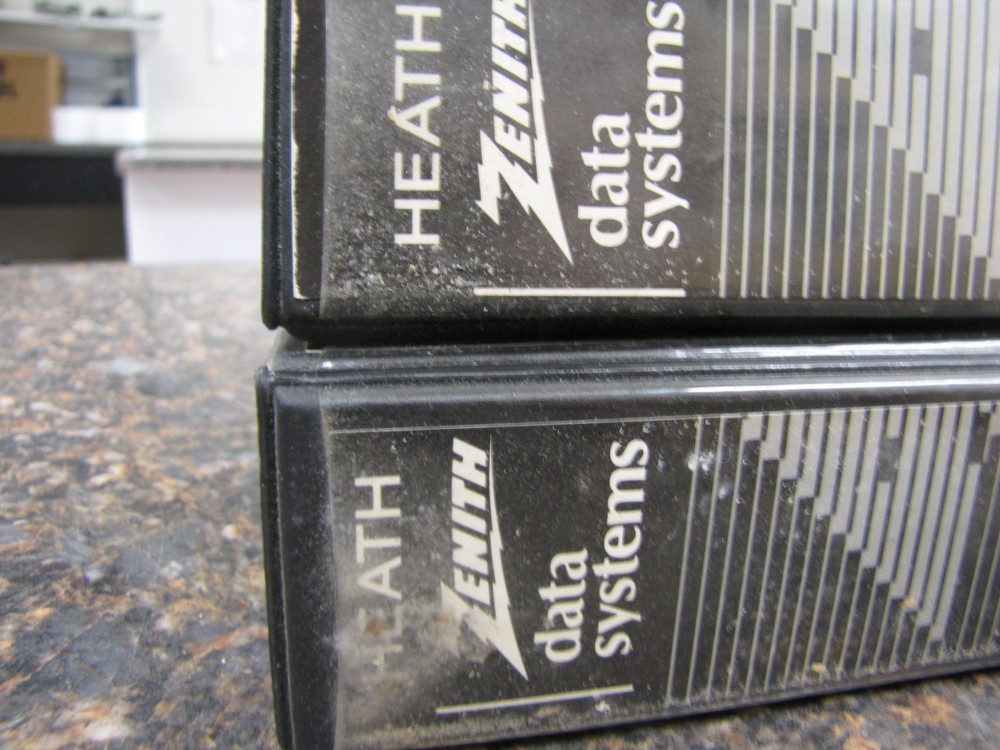 HEATH
ZENITH
data
systems
HEATH
ZENITH
data
systems